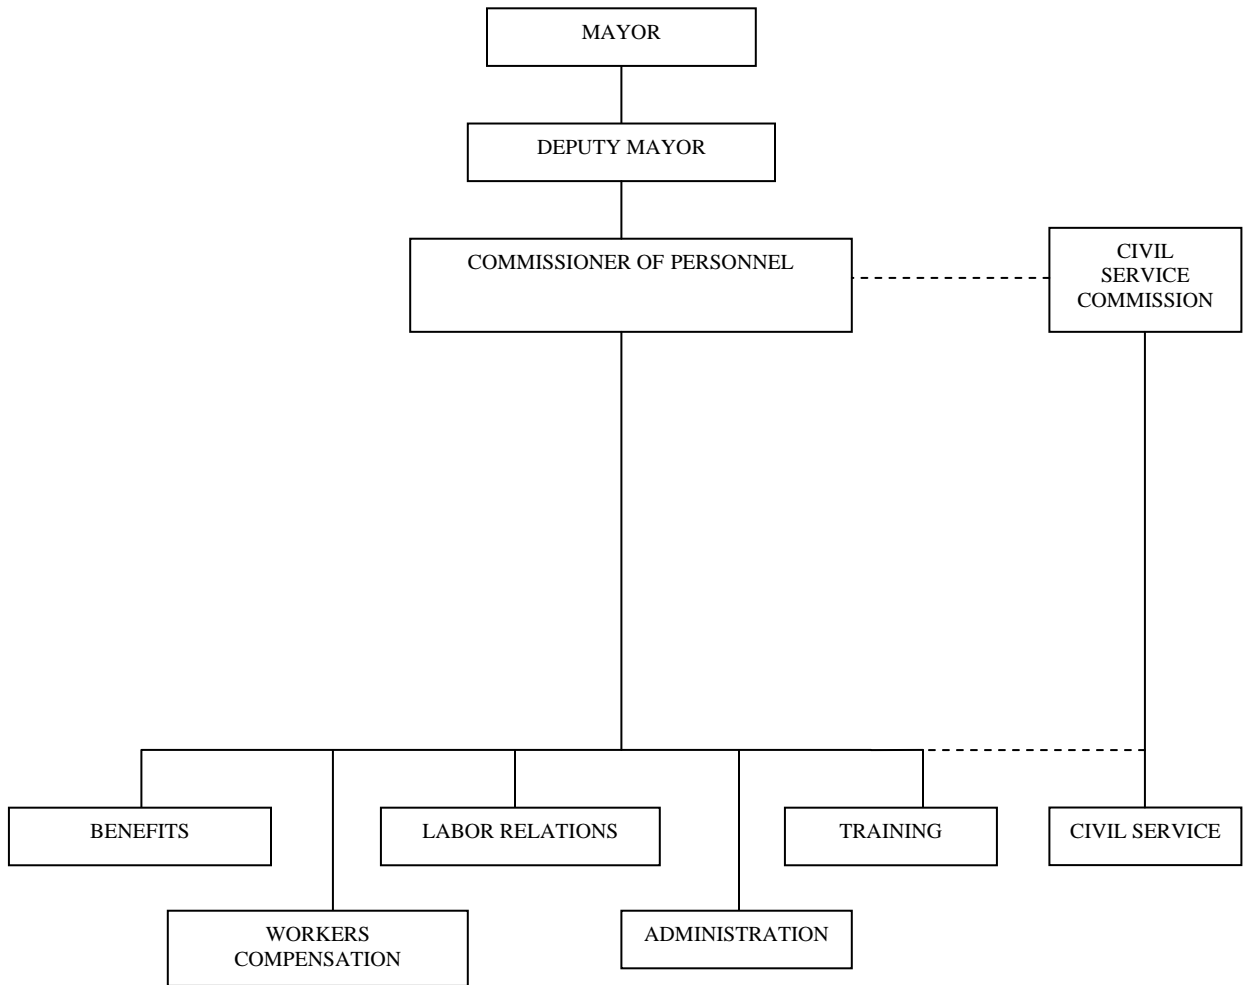 MAYOR
DEPUTY MAYOR
COMMISSIONER OF PERSONNEL
CIVIL
SERVICE
COMMISSION
BENEFITS
LABOR RELATIONS
TRAINING
CIVIL SERVICE
WORKERS
COMPENSATION
ADMINISTRATION